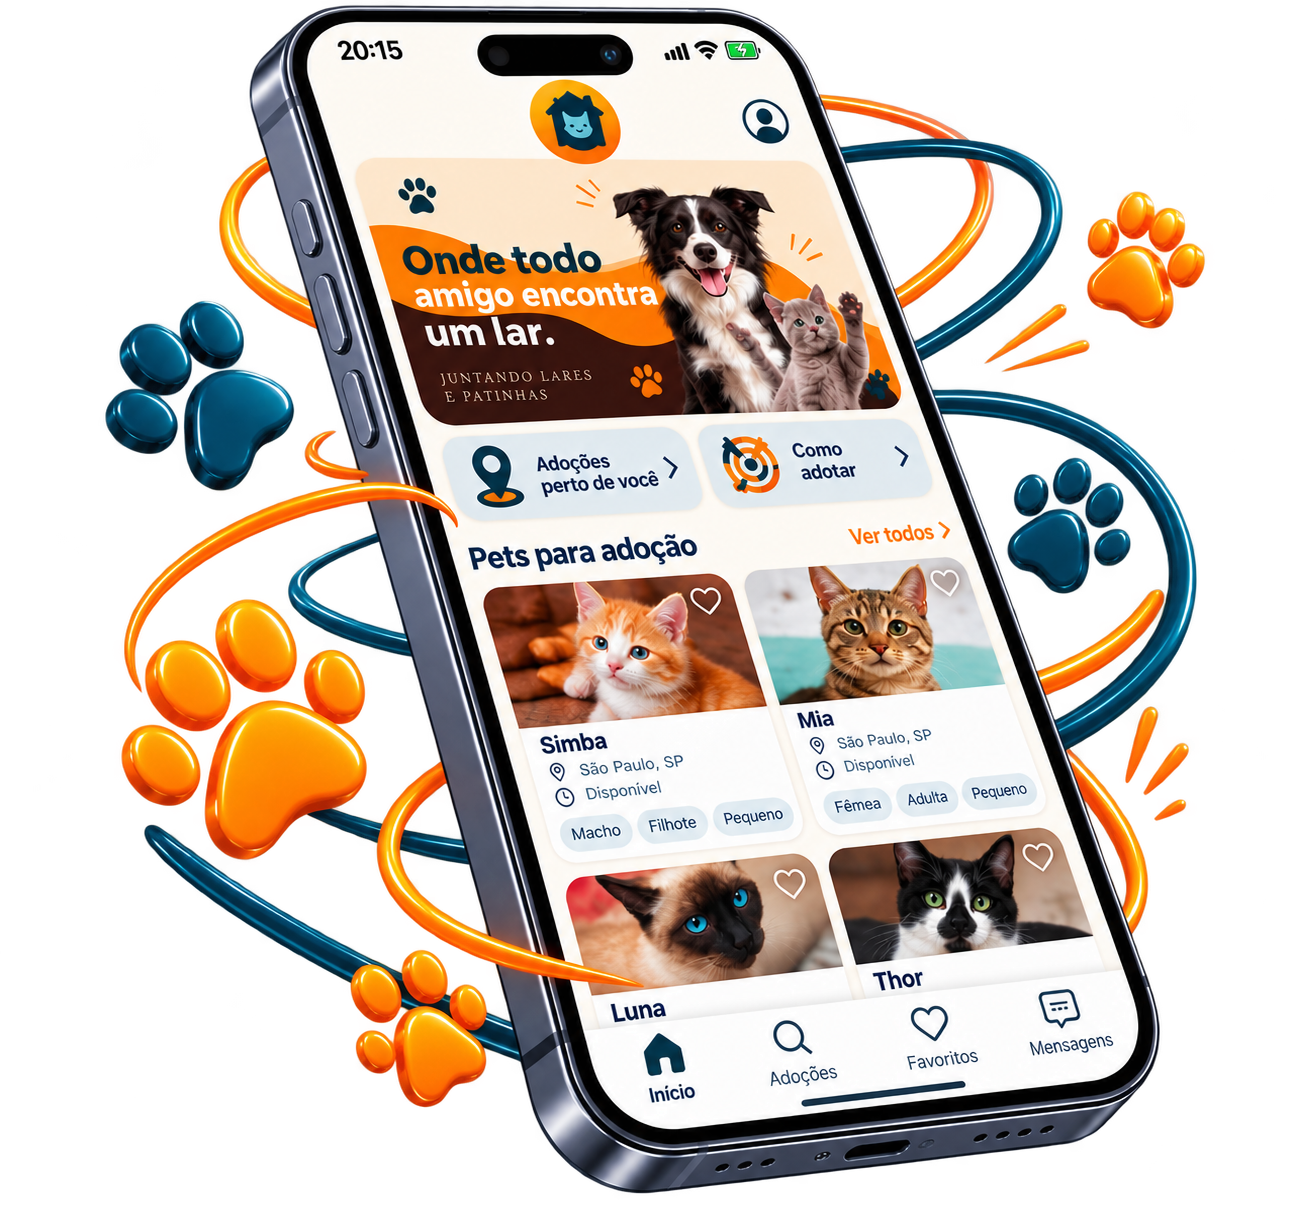 20:15
Onde todo
amigo encontra
um lar.
JUNTANDO LARES
E PATINHAS
Adoções
perto de você
Como
adotar
Pets para adoção
Ver todos
Simba
São Paulo, SP
Disponível
Macho
Filhote
Pequeno
Mia
São Paulo, SP
Disponível
Fêmea
Adulta
Pequeno
Luna
Thor
Início
Adoções
Favoritos
Mensagens